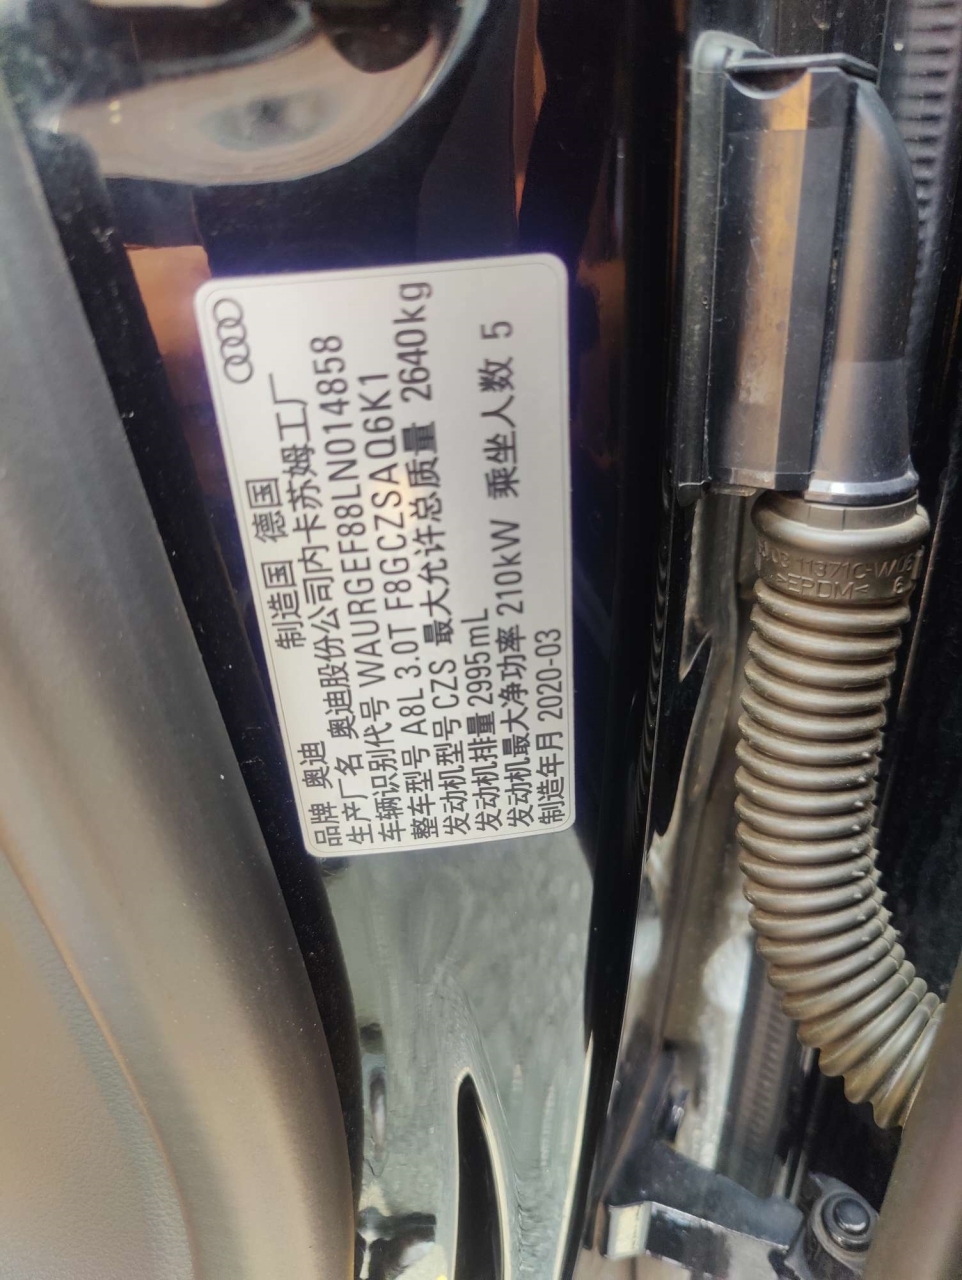 品牌 奥迪 制造国 德国
生产厂名 奥迪股份公司内卡苏姆工厂
车辆识别代号 WAURGEF88LN014858
整车型号 A8L 3.0T F8GCZSAQ6K1
发动机型号 CZS 最大允许总质量 2640kg
发动机排量 2995mL
发动机最大净功率 210kW 乘坐人数 5
制造年月 2020-03
11371C-W/U
>EPDM<